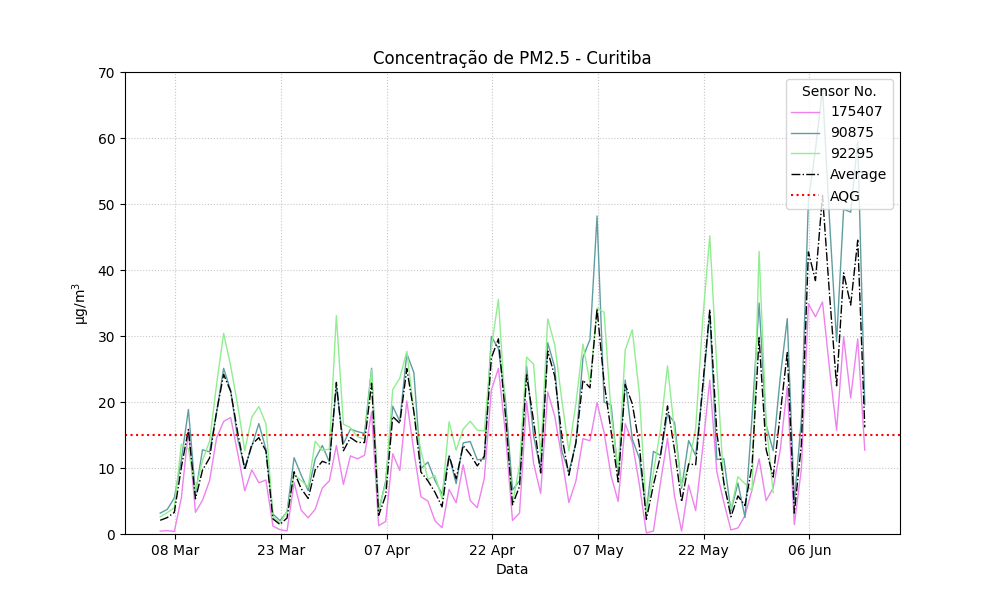 Concentração de PM2.5 - Curitiba
70
60
50
40
30
20
10
0
µg/m³
08 Mar
23 Mar
07 Apr
22 Apr
07 May
22 May
06 Jun
Data
Sensor No.
175407
90875
92295
Average
AQG